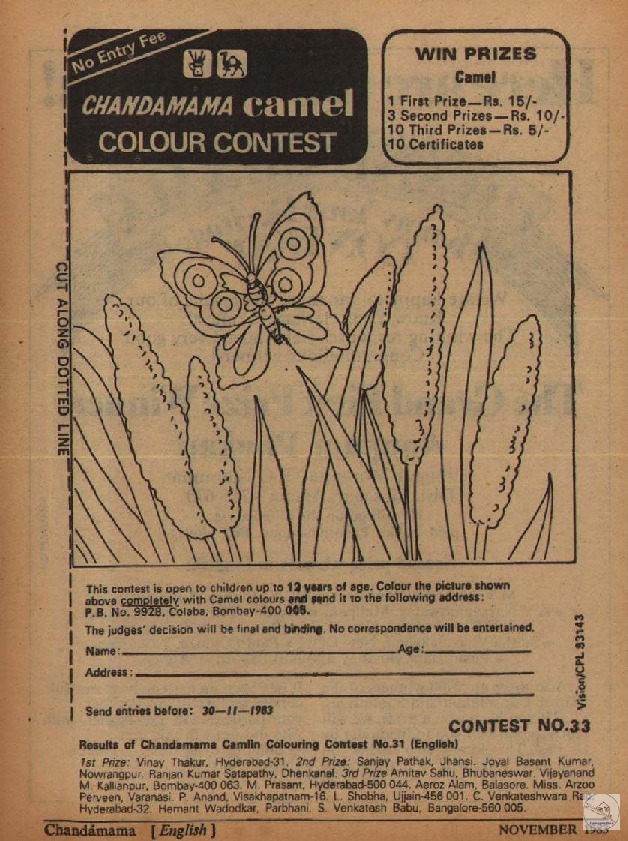 No Entry Fee
CHANDAMAMA camel
COLOUR CONTEST
WIN PRIZES
Camel
1 First Prize—Rs. 15/-
3 Second Prizes—Rs. 10/-
10 Third Prizes—Rs. 5/-
10 Certificates
CUT ALONG DOTTED LINE
This contest is open to children up to 12 years of age. Colour the picture shown
above completely with Camel colours and send it to the following address:
P.B. No. 9928, Colaba, Bombay-400 005.
The judges' decision will be final and binding. No correspondence will be entertained.
Name: Age:
Address:
Send entries before: 30—11—1983
Vision/CPL 83143
CONTEST NO.33
Results of Chandamama Camlin Colouring Contest No.31 (English)
1st Prize: Vinay Thakur, Hyderabad-31. 2nd Prize: Sanjay Pathak, Jhansi. Joyal Basant Kumar,
Nowrangpur. Ranjan Kumar Satapathy, Dhenkanal. 3rd Prize Amitav Sahu, Bhubaneswar. Vijayanand
M. Kallianpur, Bombay-400 063. M. Prasant, Hyderabad-500 044. Aaroz Alam, Balasore. Miss. Arzoo
Perveen, Varanasi. P. Anand, Visakhapatnam-16. L. Shobha, Ujjain-456 001. C. Venkateshwara
Hyderabad-32. Hemant Wadodkar, Parbhani. S. Venkatesh Babu, Bangalore-560 005.
Chandámama [English] NOVEMBER 1983